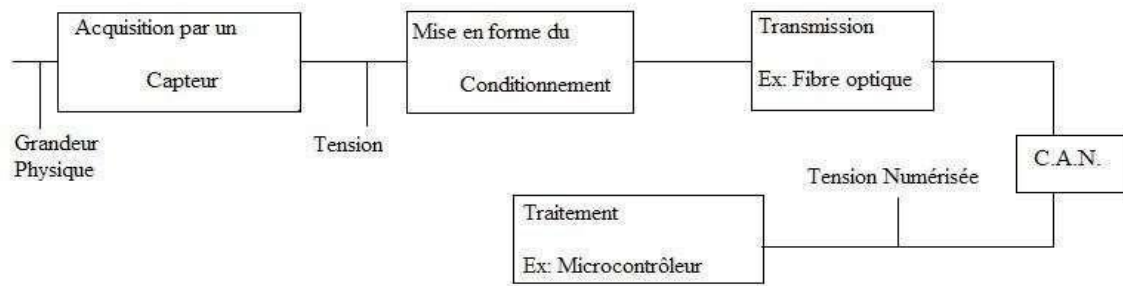 Acquisition par un
Capteur
Grandeur
Physique
Tension
Mise en forme du
Conditionnement
Transmission
Ex: Fibre optique
C.A.N.
Tension Numérisée
Traitement
Ex: Microcontrôleur